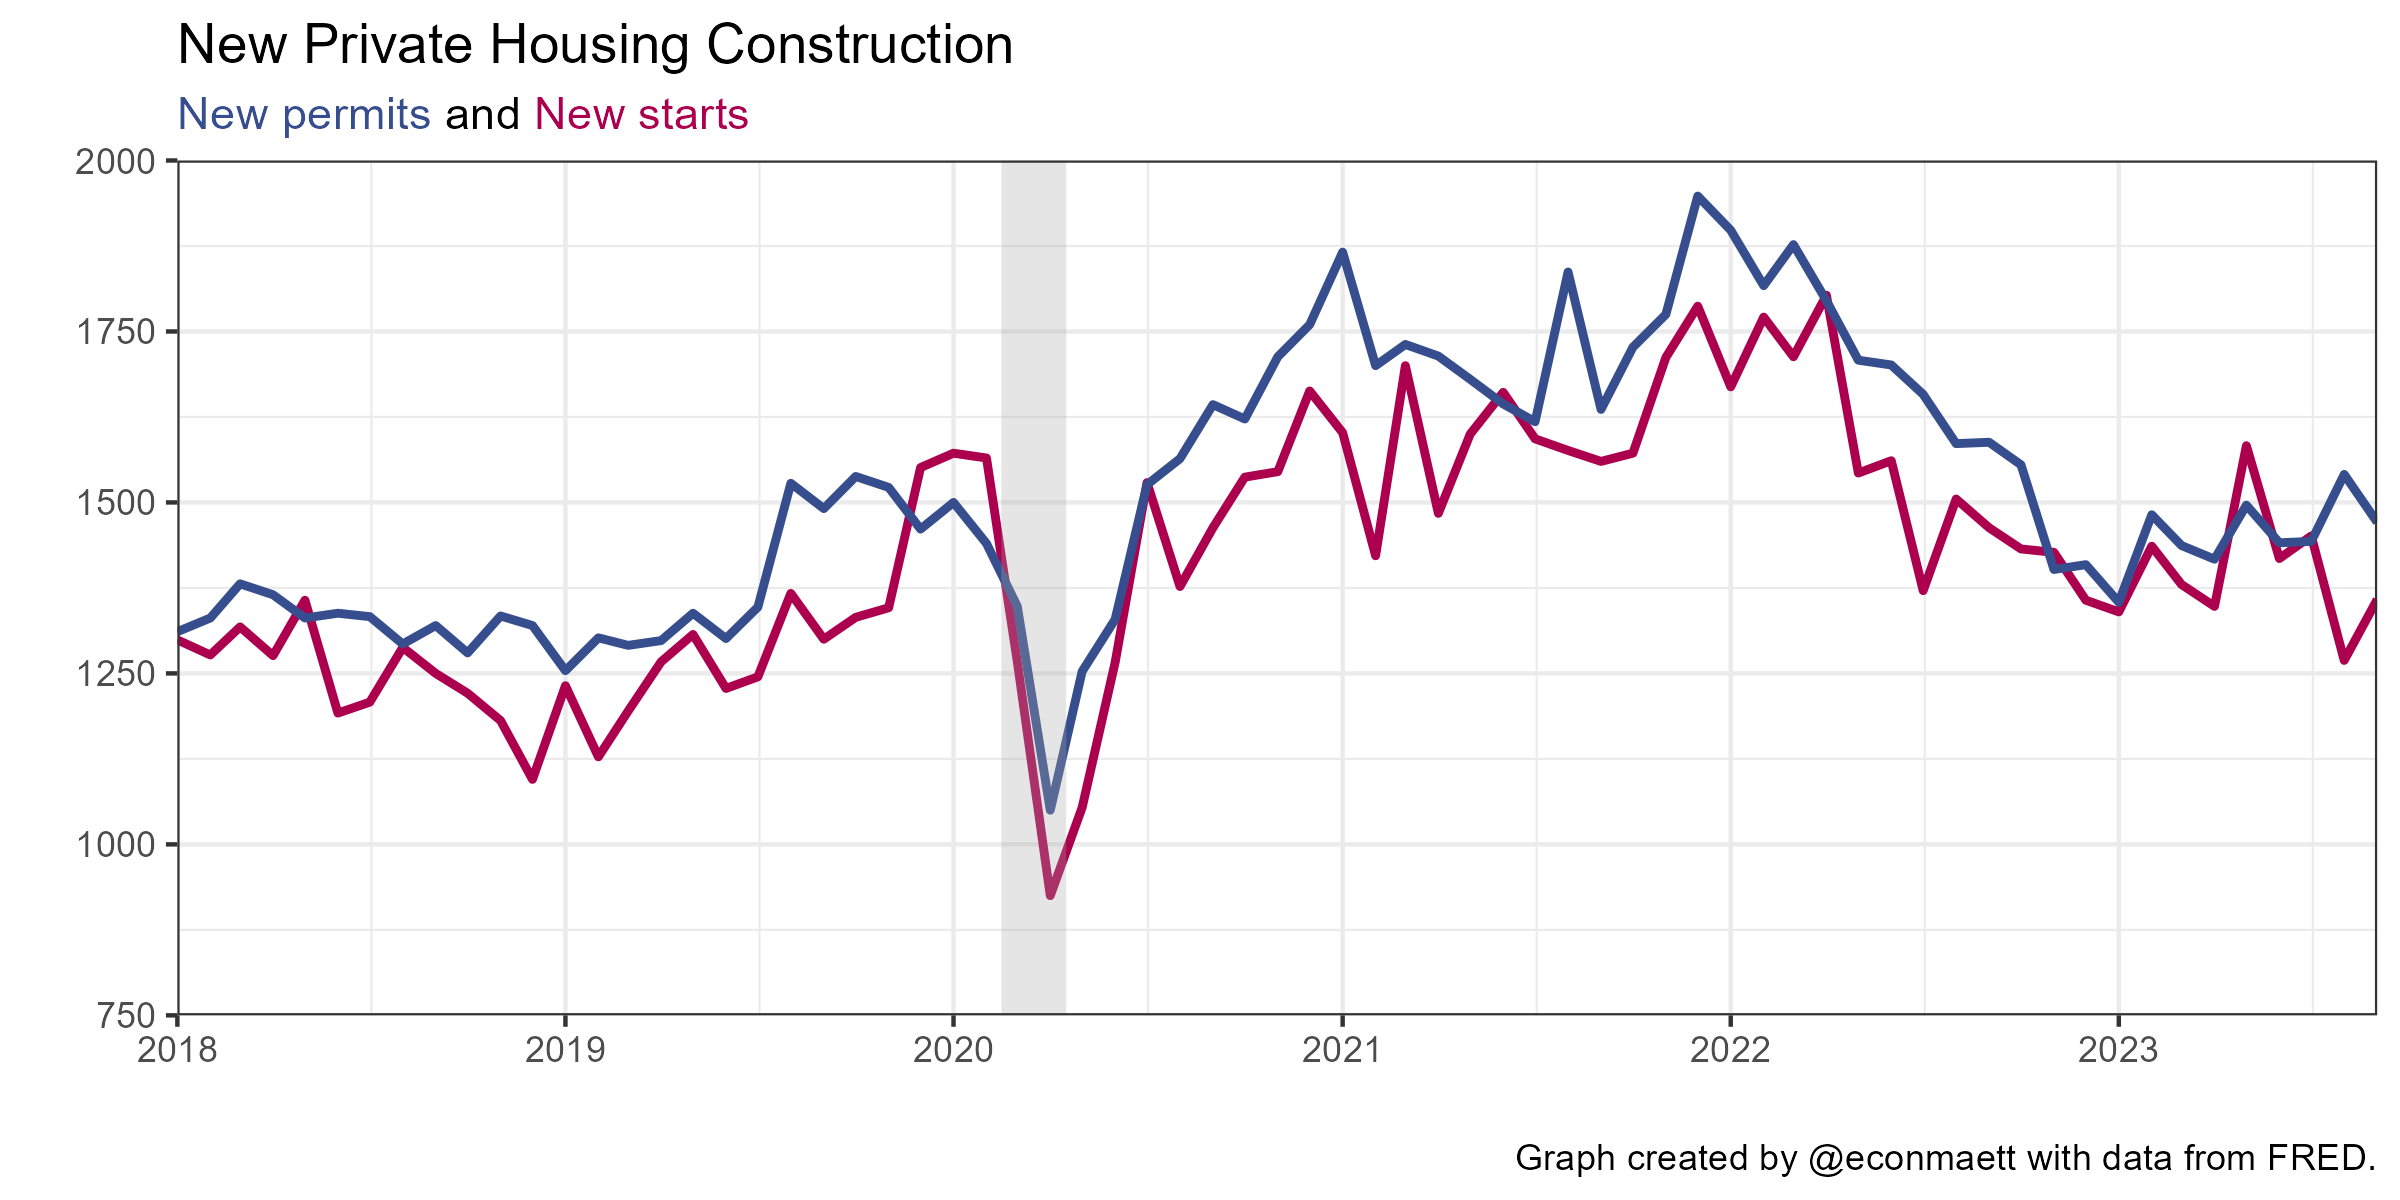 New Private Housing Construction
New permits and New starts
2000
1750
1500
1250
1000
750
2018 2019 2020 2021 2022 2023
Graph created by @econmaett with data from FRED.